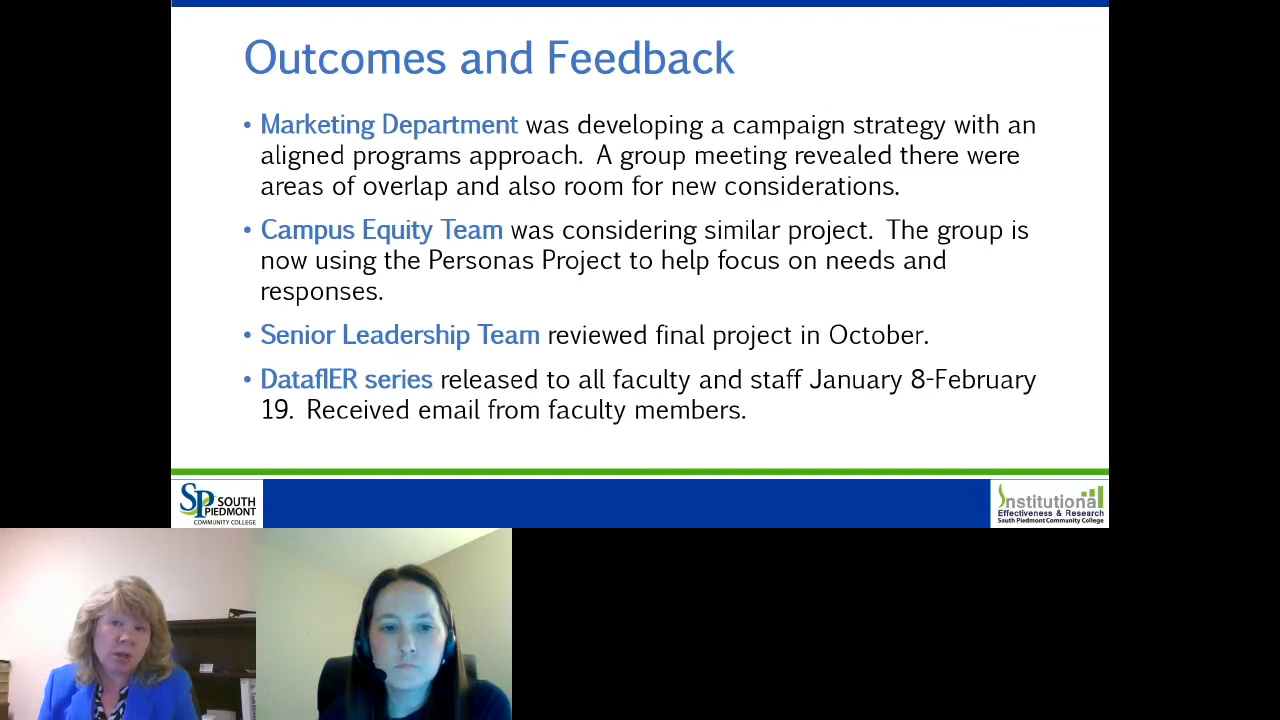 Outcomes and Feedback
• Marketing Department was developing a campaign strategy with an
aligned programs approach. A group meeting revealed there were
areas of overlap and also room for new considerations.
• Campus Equity Team was considering similar project. The group is
now using the Personas Project to help focus on needs and
responses.
• Senior Leadership Team reviewed final project in October.
• DataflER series released to all faculty and staff January 8-February
19. Received email from faculty members.
SP SOUTH
PIEDMONT
COMMUNITY COLLEGE
Institutional
Effectiveness & Research
South Piedmont Community College